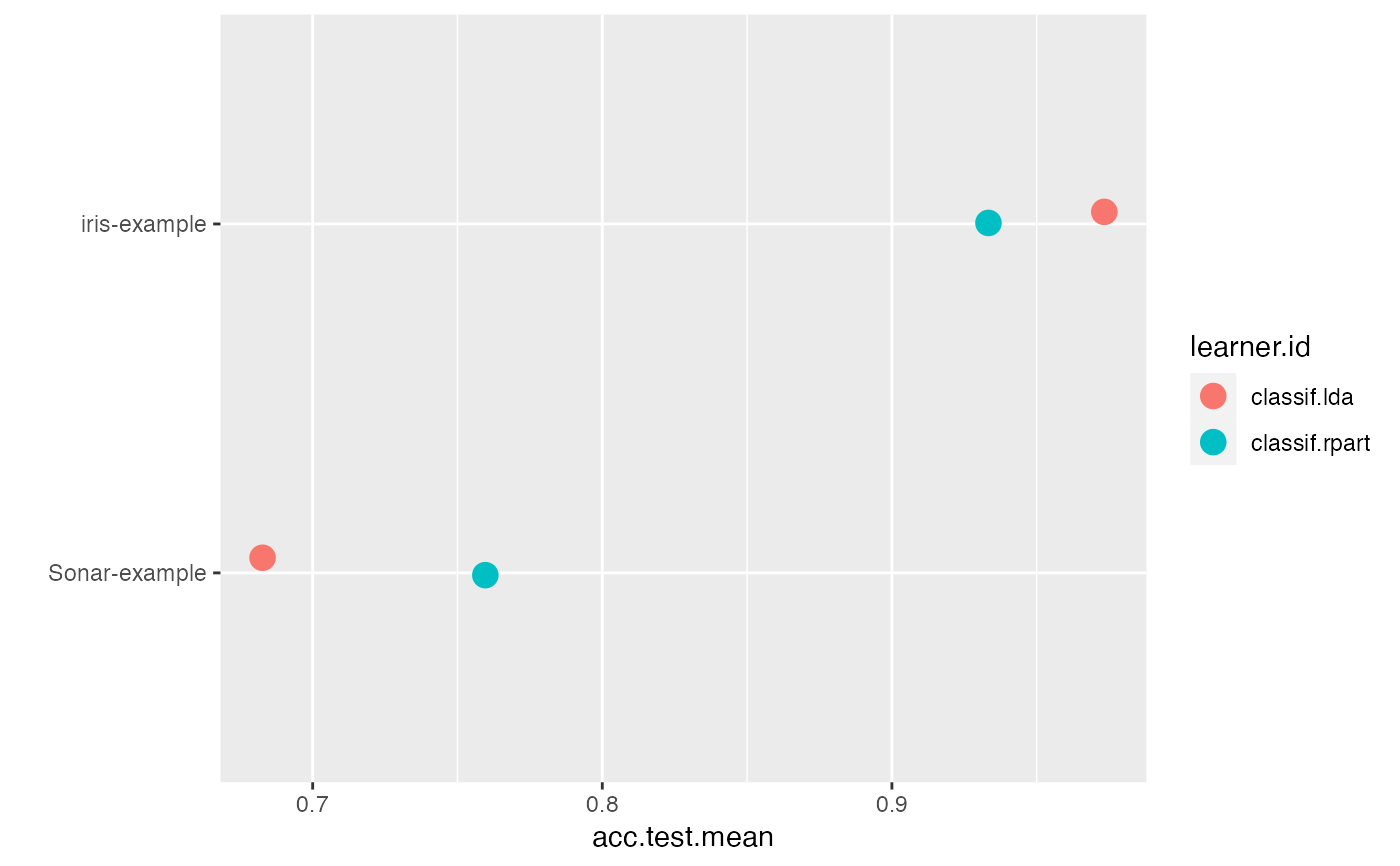 iris-example
Sonar-example
0.7
0.8
0.9
acc.test.mean
learner.id
classif.lda
classif.rpart